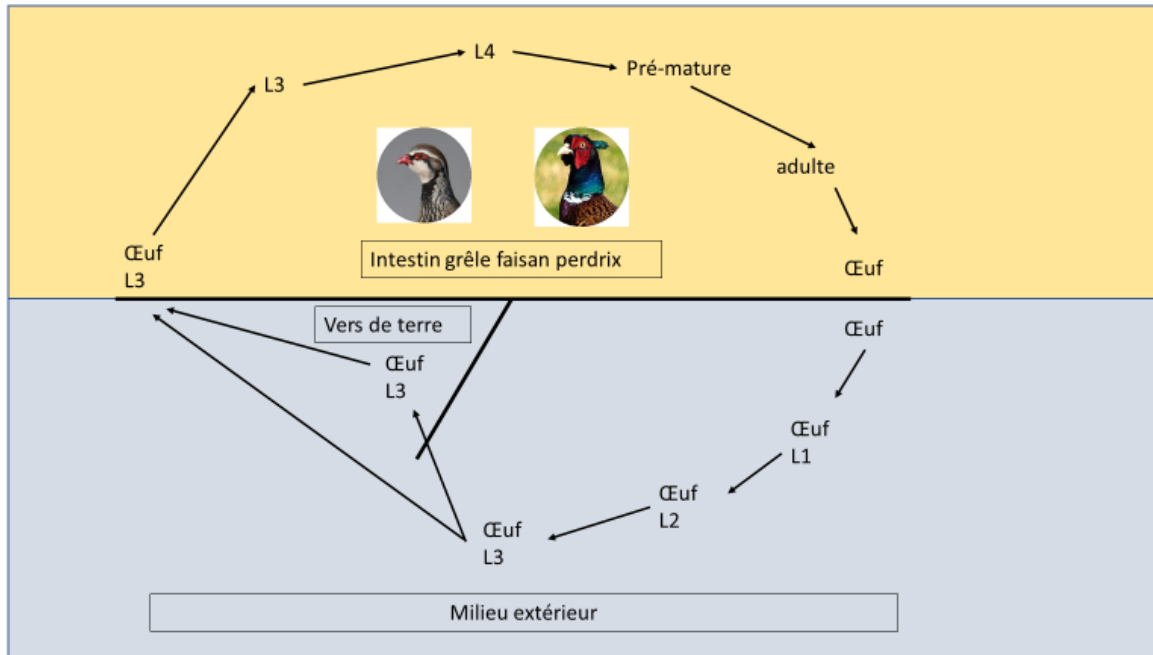 L4
Pré-mature
L3
adulte
Œuf
L3
Intestin grêle faisan perdrix
Œuf
Vers de terre
Œuf
Œuf
L3
Œuf
L1
Œuf
L2
Œuf
L3
Milieu extérieur